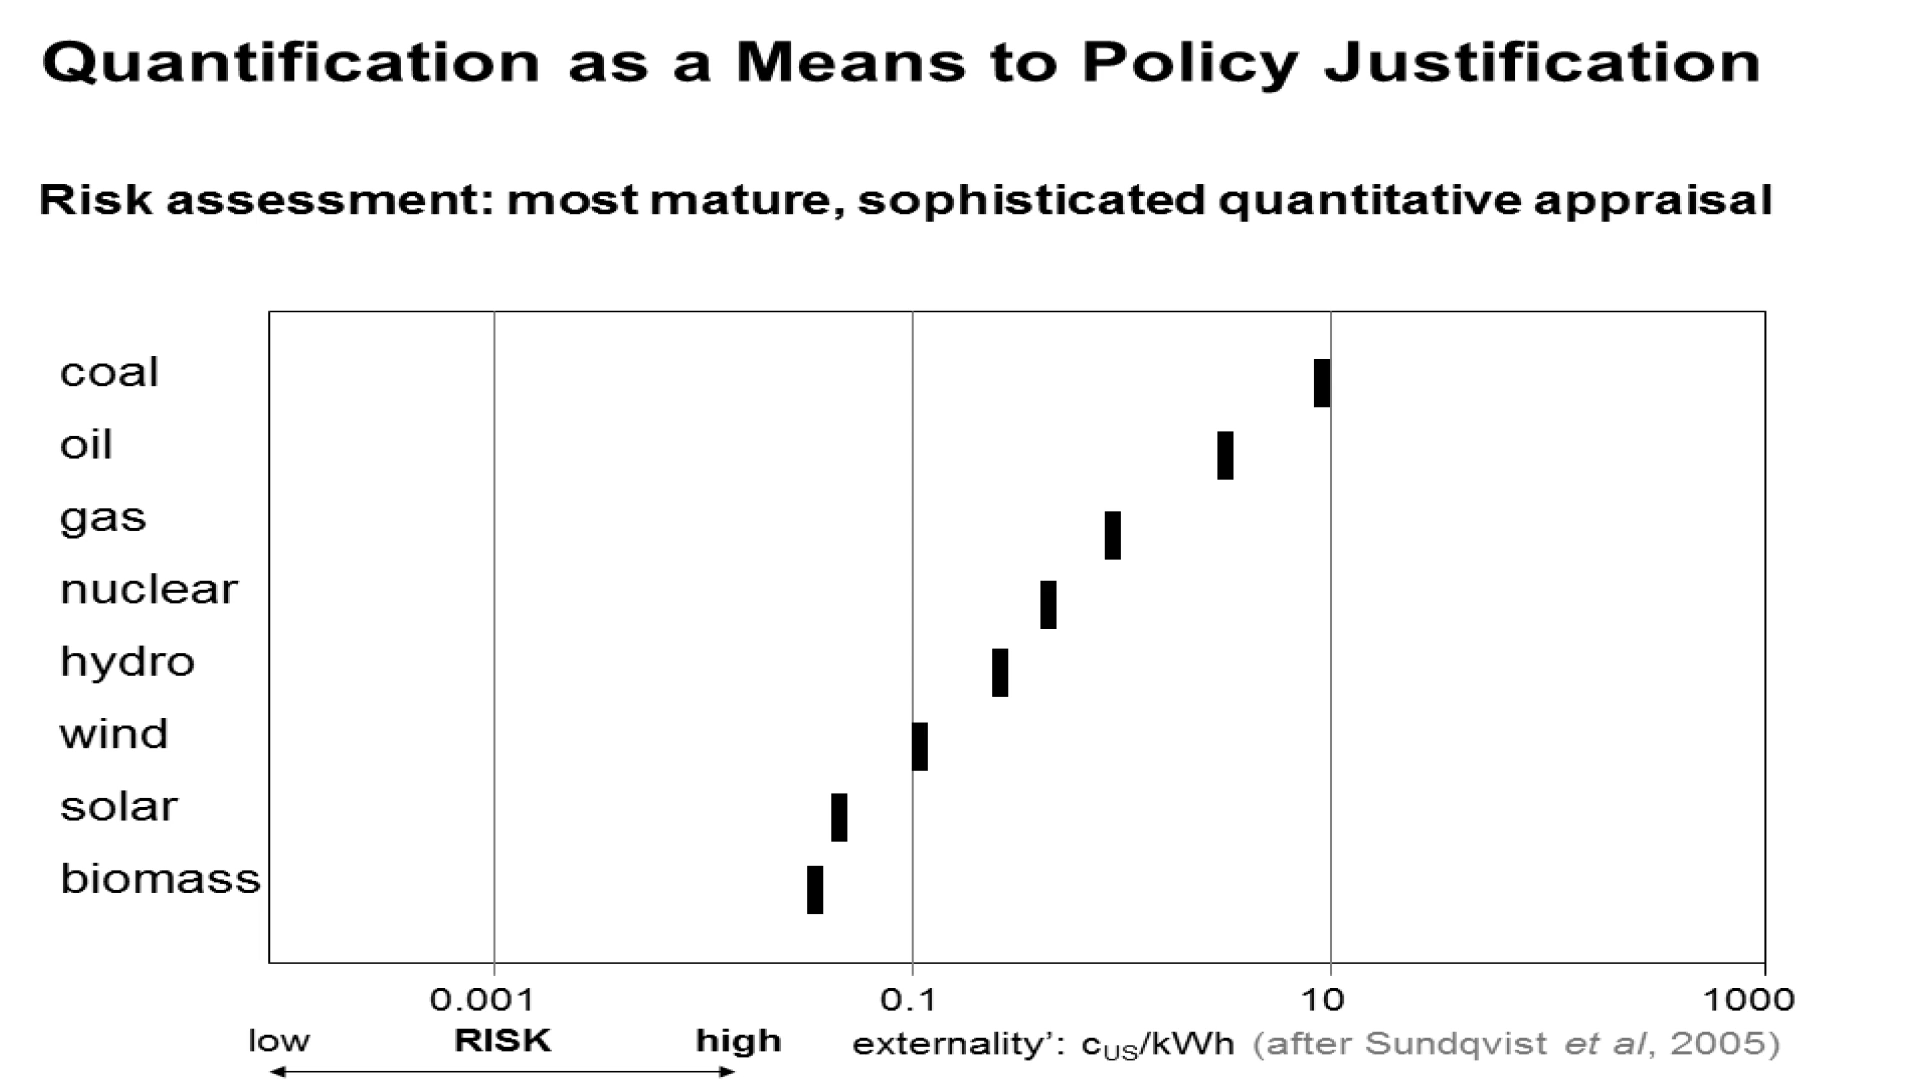 Quantification as a Means to Policy Justification
Risk assessment: most mature, sophisticated quantitative appraisal
coal
oil
gas
nuclear
hydro
wind
solar
biomass
0.001 0.1 10 1000
low RISK high externality’: cUS/kWh (after Sundqvist et al, 2005)